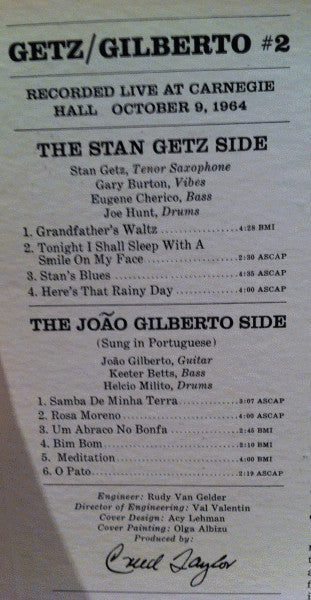 GETZ/GILBERTO #2
RECORDED LIVE AT CARNEGIE
HALL OCTOBER 9, 1964
THE STAN GETZ SIDE
Stan Getz, Tenor Saxophone
Gary Burton, Vibes
Eugene Cherico, Bass
Joe Hunt, Drums
1. Grandfather's Waltz ........ 4:28 BMI
2. Tonight I Shall Sleep With A
Smile On My Face ............ 2:30 ASCAP
3. Stan's Blues ................... 4:35 ASCAP
4. Here's That Rainy Day ....... 4:00 ASCAP
THE JOÃO GILBERTO SIDE
(Sung in Portuguese)
João Gilberto, Guitar
Keeter Betts, Bass
Helcio Milito, Drums
1. Samba De Minha Terra ........ 3:07 ASCAP
2. Rosa Moreno .................. 4:00 ASCAP
3. Um Abraco No Bonfa .......... 2:45 BMI
4. Bim Bom ..................... 2:10 BMI
5. Meditation .................. 4:00 BMI
6. O Pato ....................... 2:19 ASCAP
Engineer: Rudy Van Gelder
Director of Engineering: Val Valentin
Cover Design: Acy Lehman
Cover Painting: Olga Albizu
Produced by:
Creed Taylor